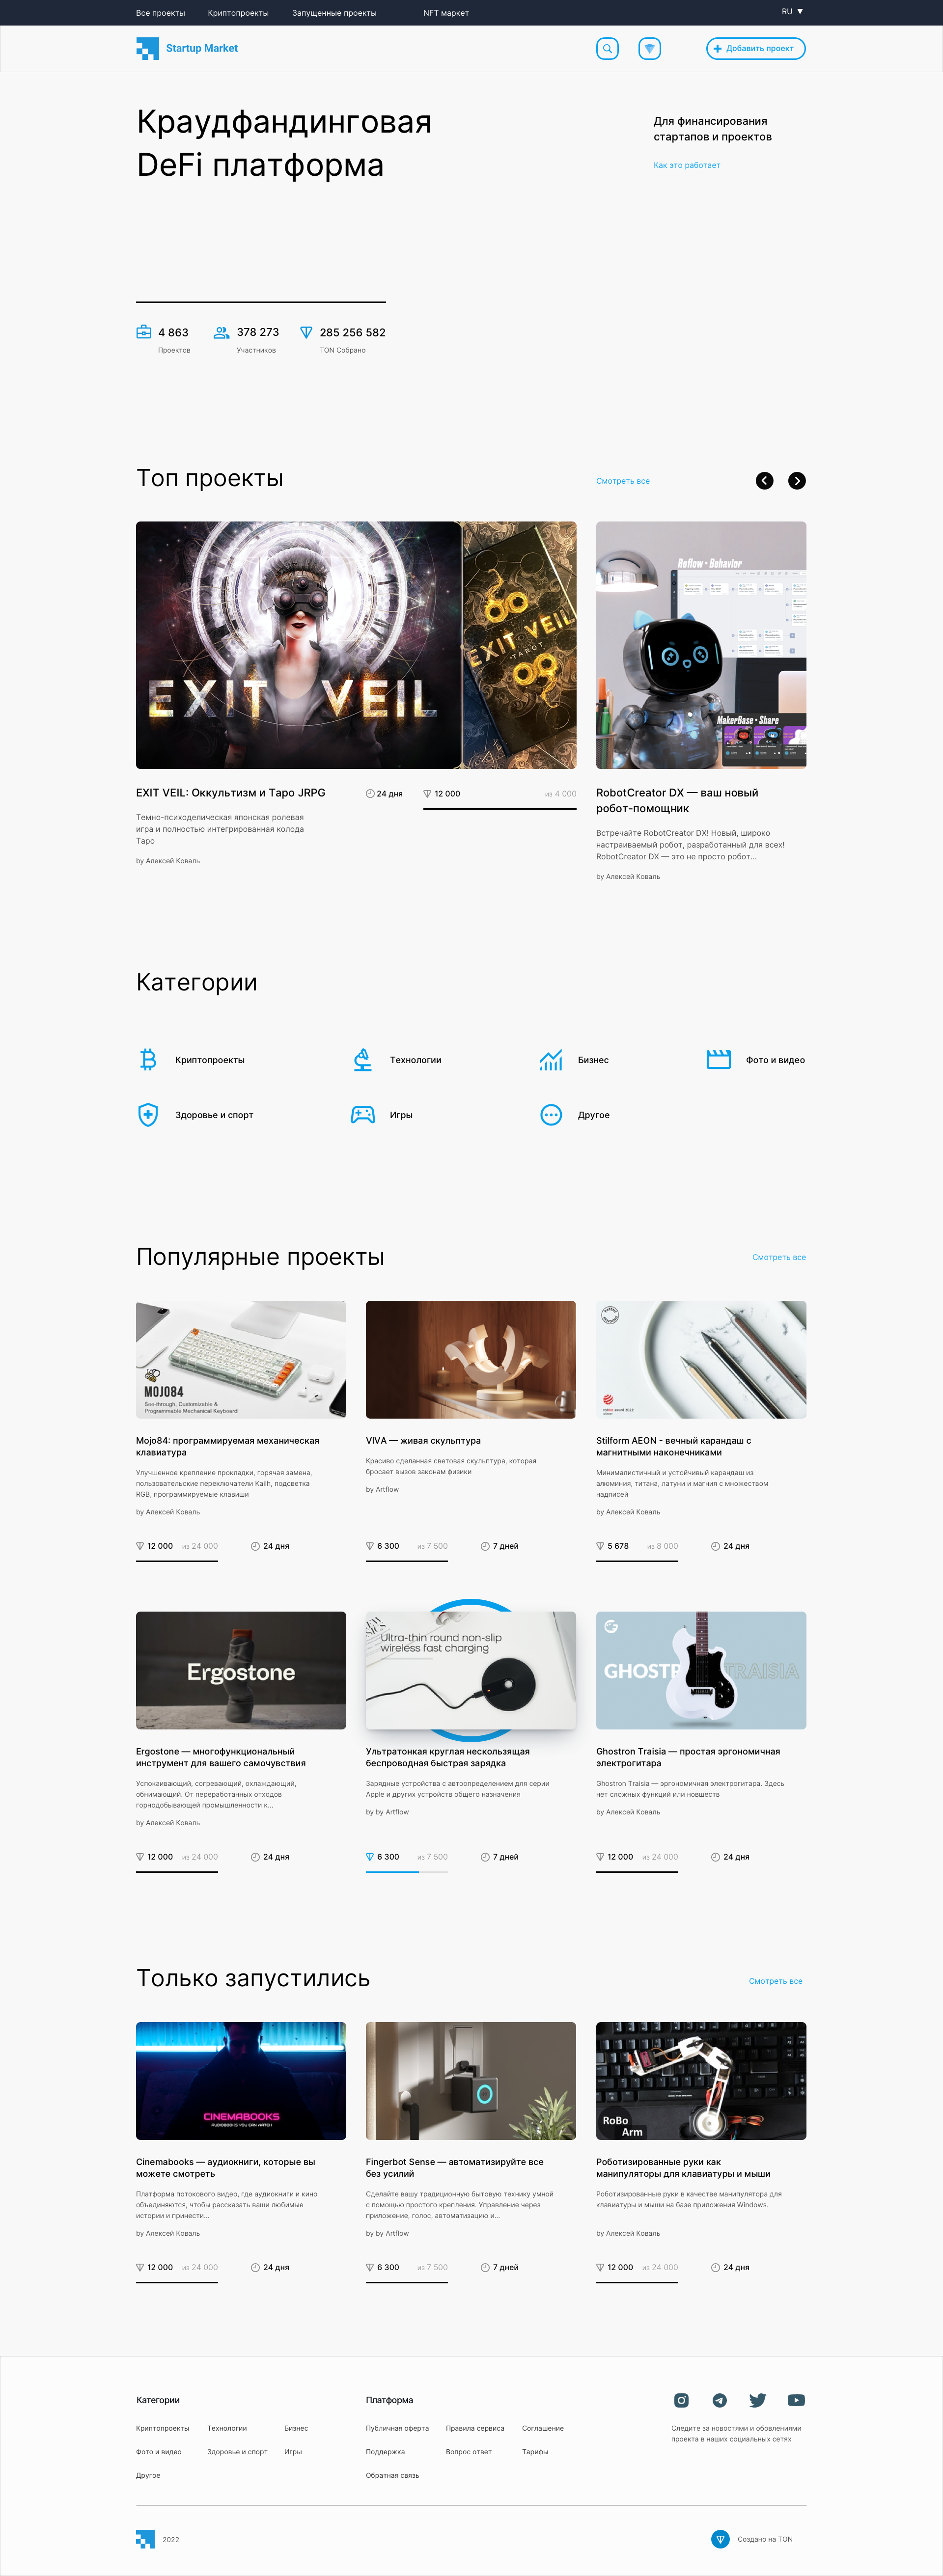 Все проекты
Криптопроекты
Запущенные проекты
NFT маркет
RU
Startup Market
Добавить проект
Краудфандинговая
DeFi платформа
Для финансирования
стартапов и проектов
Как это работает
4 863
Проектов
378 273
Участников
285 256 582
TON Собрано
Топ проекты
Смотреть все
EXIT VEIL
EXIT VEIL
TAROT
Roflow · Behavior
MakerBase · Share
EXIT VEIL: Оккультизм и Таро JRPG
24 дня
12 000
из 4 000
Темно-психоделическая японская ролевая
игра и полностью интегрированная колода
Таро
by Алексей Коваль
RobotCreator DX — ваш новый
робот-помощник
Встречайте RobotCreator DX! Новый, широко
настраиваемый робот, разработанный для всех!
RobotCreator DX — это не просто робот...
by Алексей Коваль
Категории
Криптопроекты
Технологии
Бизнес
Фото и видео
Здоровье и спорт
Игры
Другое
Популярные проекты
Смотреть все
MOJO84
See-through, Customizable &
Programmable Mechanical Keyboard
Mojo84: программируемая механическая
клавиатура
Улучшенное крепление прокладки, горячая замена,
пользовательские переключатели Kailh, подсветка
RGB, программируемые клавиши
by Алексей Коваль
12 000
из 24 000
24 дня
VIVA — живая скульптура
Красиво сделанная световая скульптура, которая
бросает вызов законам физики
by Artflow
6 300
из 7 500
7 дней
Stilform AEON - вечный карандаш с
магнитными наконечниками
Минималистичный и устойчивый карандаш из
алюминия, титана, латуни и магния с множеством
надписей
by Алексей Коваль
5 678
из 8 000
24 дня
Ergostone
Ergostone — многофункциональный
инструмент для вашего самочувствия
Успокаивающий, согревающий, охлаждающий,
обнимающий. От переработанных отходов
горнодобывающей промышленности к...
by Алексей Коваль
12 000
из 24 000
24 дня
Ultra-thin round non-slip
wireless fast charging
Ультратонкая круглая нескользящая
беспроводная быстрая зарядка
Зарядные устройства с автоопределением для серии
Apple и других устройств общего назначения
by by Artflow
6 300
из 7 500
7 дней
Ghostron Traisia — простая эргономичная
электрогитара
Ghostron Traisia — эргономичная электрогитара. Здесь
нет сложных функций или новшеств
by Алексей Коваль
12 000
из 24 000
24 дня
Только запустились
Смотреть все
CINEMABOOKS
AUDIOBOOKS YOU CAN WATCH
Cinemabooks — аудиокниги, которые вы
можете смотреть
Платформа потокового видео, где аудиокниги и кино
объединяются, чтобы рассказать ваши любимые
истории и принести...
by Алексей Коваль
12 000
из 24 000
24 дня
Fingerbot Sense — автоматизируйте все
без усилий
Сделайте вашу традиционную бытовую технику умной
с помощью простого крепления. Управление через
приложение, голос, автоматизацию и...
by by Artflow
6 300
из 7 500
7 дней
RoBo
Arm
Роботизированные руки как
манипуляторы для клавиатуры и мыши
Роботизированные руки в качестве манипулятора для
клавиатуры и мыши на базе приложения Windows.
by Алексей Коваль
12 000
из 24 000
24 дня
Категории
Криптопроекты
Технологии
Бизнес
Фото и видео
Здоровье и спорт
Игры
Другое
Платформа
Публичная оферта
Правила сервиса
Соглашение
Поддержка
Вопрос ответ
Тарифы
Обратная связь
Следите за новостями и обовлениями
проекта в наших социальных сетях
2022
Создано на TON